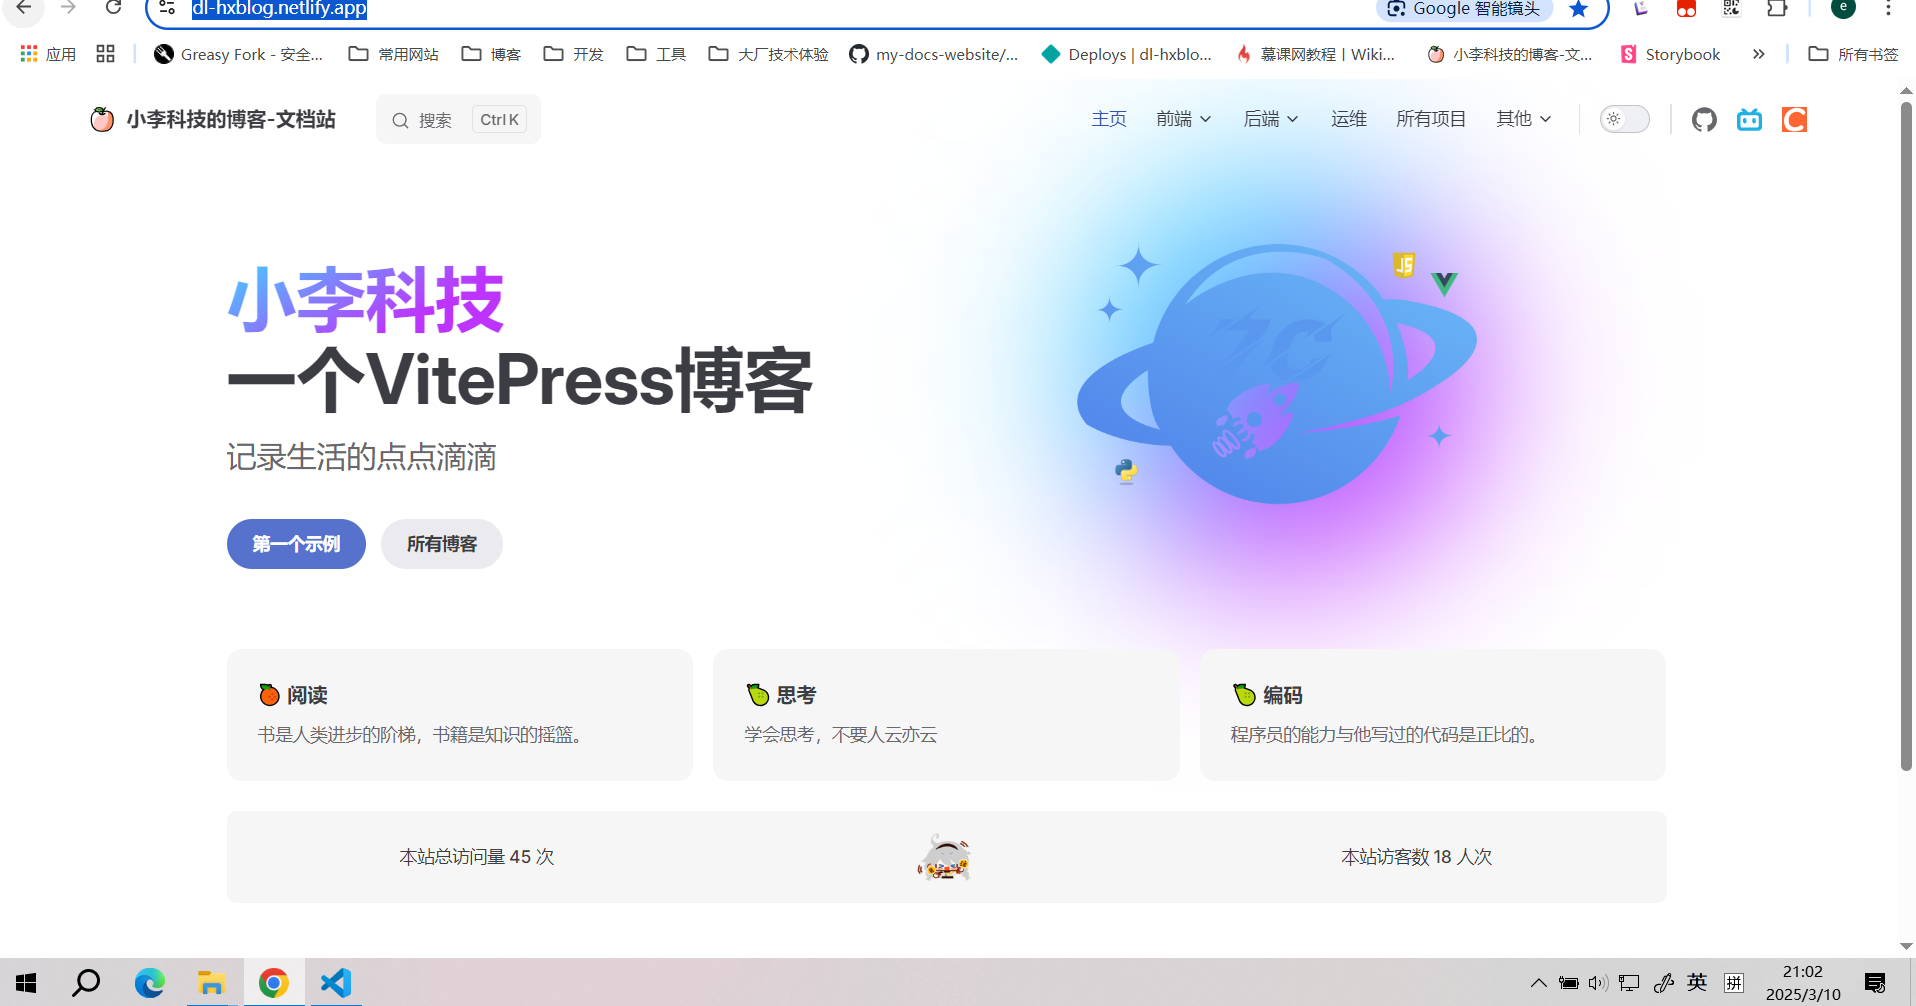 dl-hxblog.netlify.app
Google 智能镜头
e
应用
Greasy Fork - 安全...
常用网站
博客
开发
工具
大厂技术体验
my-docs-website/...
Deploys | dl-hxblo...
慕课网教程丨Wiki...
小李科技的博客-文...
Storybook
所有书签
小李科技的博客-文档站
搜索
Ctrl K
主页
前端
后端
运维
所有项目
其他
小李科技
一个VitePress博客
记录生活的点点滴滴
第一个示例
所有博客
JS
阅读
书是人类进步的阶梯，书籍是知识的摇篮。
思考
学会思考，不要人云亦云
编码
程序员的能力与他写过的代码是正比的。
本站总访问量 45 次
本站访客数 18 人次
英
拼
21:02
2025/3/10